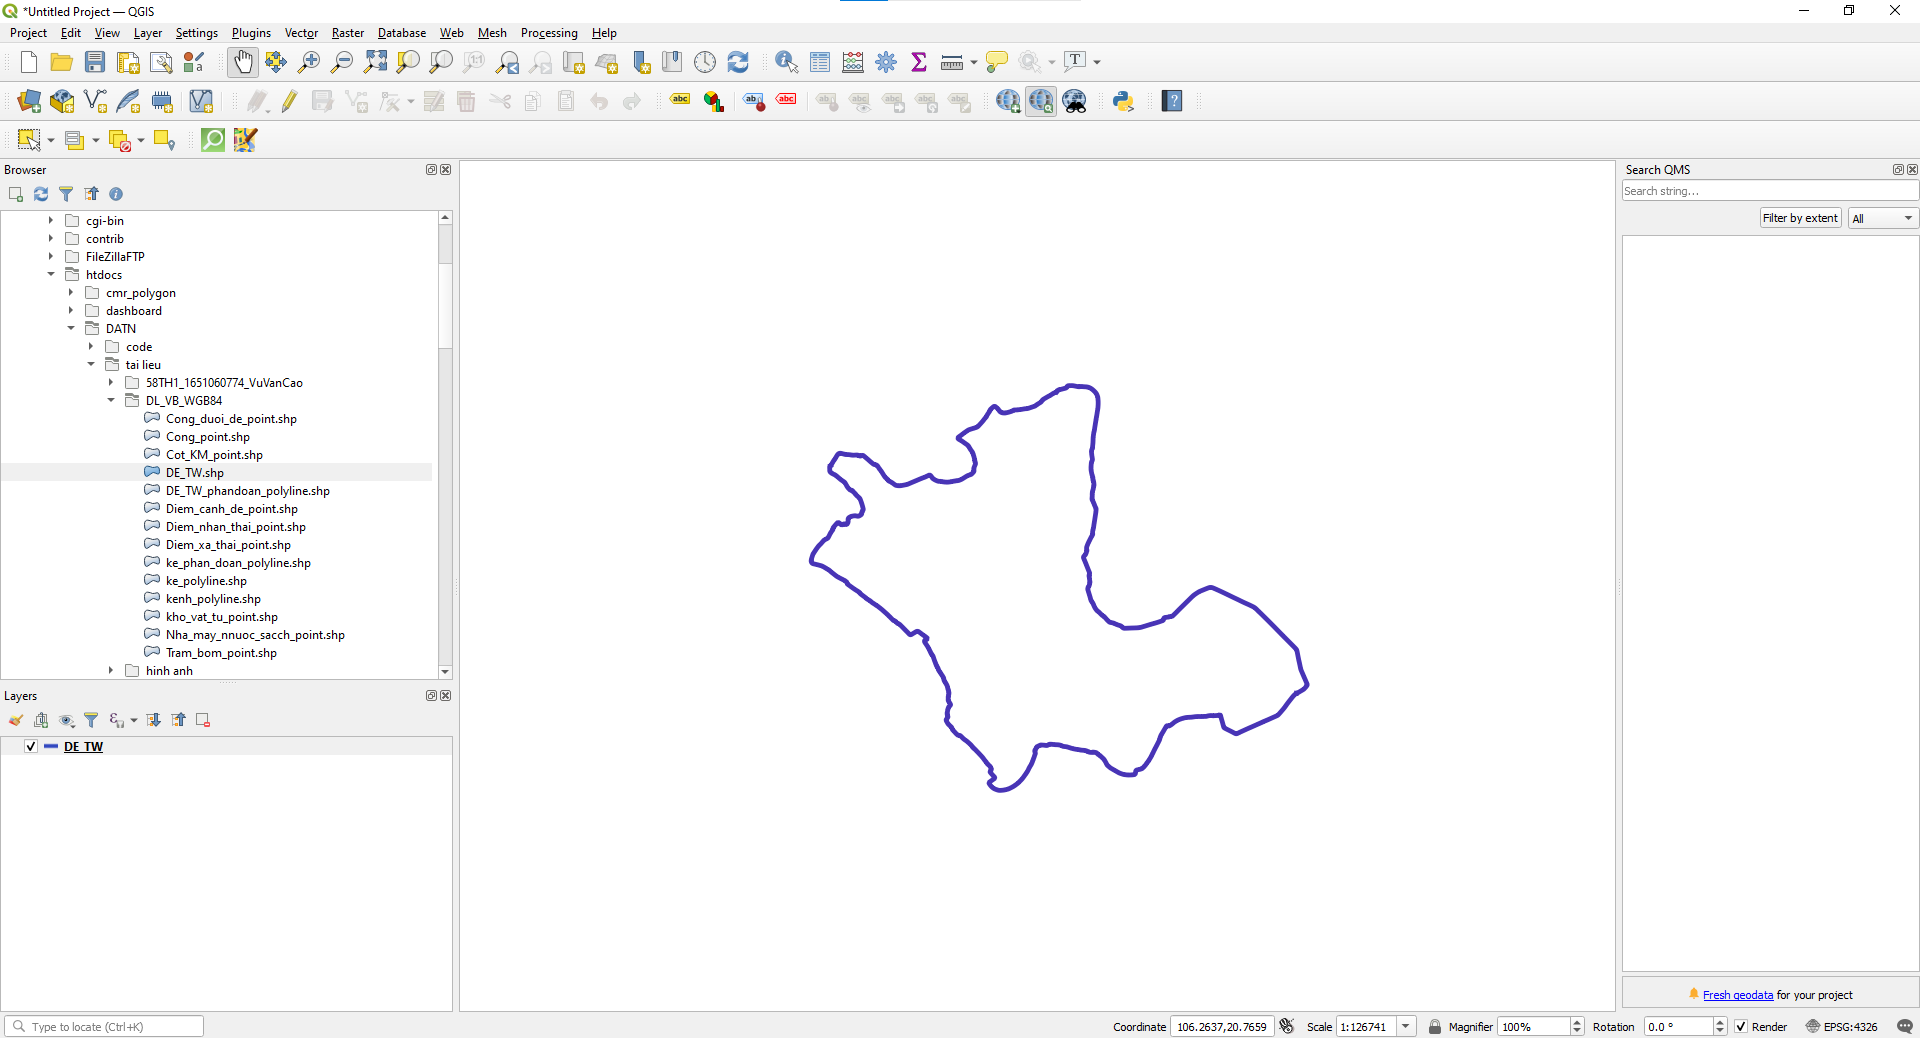 *Untitled Project — QGIS
Project Edit View Layer Settings Plugins Vector Raster Database Web Mesh Processing Help
Browser
cgi-bin
contrib
FileZillaFTP
htdocs
cmr_polygon
dashboard
DATN
code
tai lieu
58TH1_1651060774_VuVanCao
DL_VB_WGB84
Cong_duoi_de_point.shp
Cong_point.shp
Cot_KM_point.shp
DE_TW.shp
DE_TW_phandoan_polyline.shp
Diem_canh_de_point.shp
Diem_nhan_thai_point.shp
Diem_xa_thai_point.shp
ke_phan_doan_polyline.shp
ke_polyline.shp
kenh_polyline.shp
kho_vat_tu_point.shp
Nha_may_nnuoc_sacch_point.shp
Tram_bom_point.shp
hinh anh
Layers
DE_TW
Search QMS
Search string...
Filter by extent All
Fresh geodata for your project
Type to locate (Ctrl+K)
Coordinate 106.2637,20.7659 Scale 1:126741 Magnifier 100% Rotation 0.0 ° Render EPSG:4326